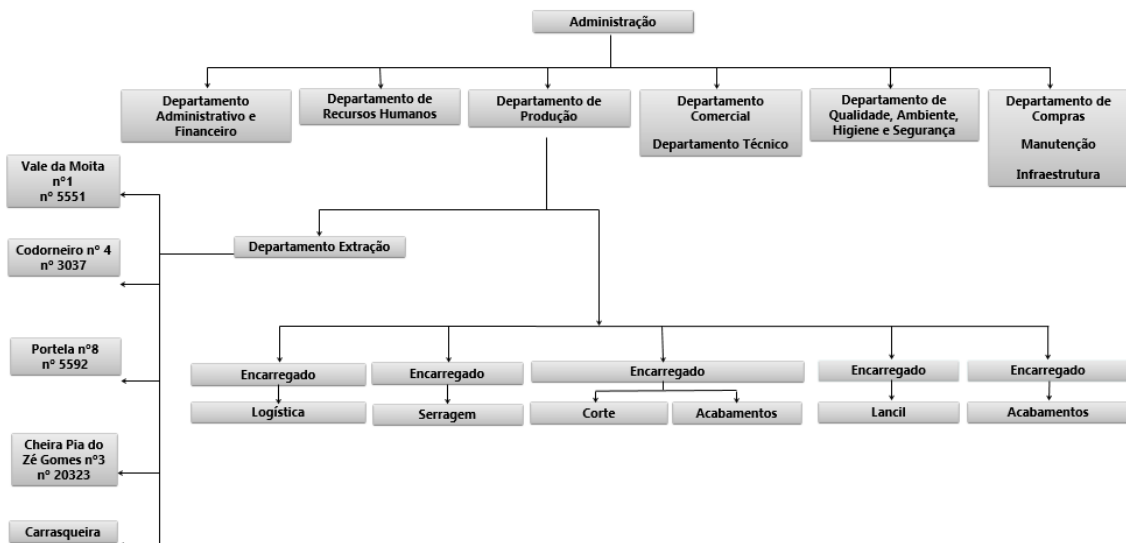 Administração
Departamento
Administrativo e
Financeiro
Departamento de
Recursos Humanos
Departamento de
Produção
Departamento
Comercial
Departamento Técnico
Departamento de
Qualidade, Ambiente,
Higiene e Segurança
Departamento de
Compras
Manutenção
Infraestrutura
Vale da Moita
nº1
nº 5551
Codorneiro nº 4
nº 3037
Portela nº8
nº 5592
Cheira Pia do
Zé Gomes nº3
nº 20323
Carrasqueira
Departamento Extração
Encarregado
Logística
Encarregado
Serragem
Encarregado
Corte
Acabamentos
Encarregado
Lancil
Encarregado
Acabamentos